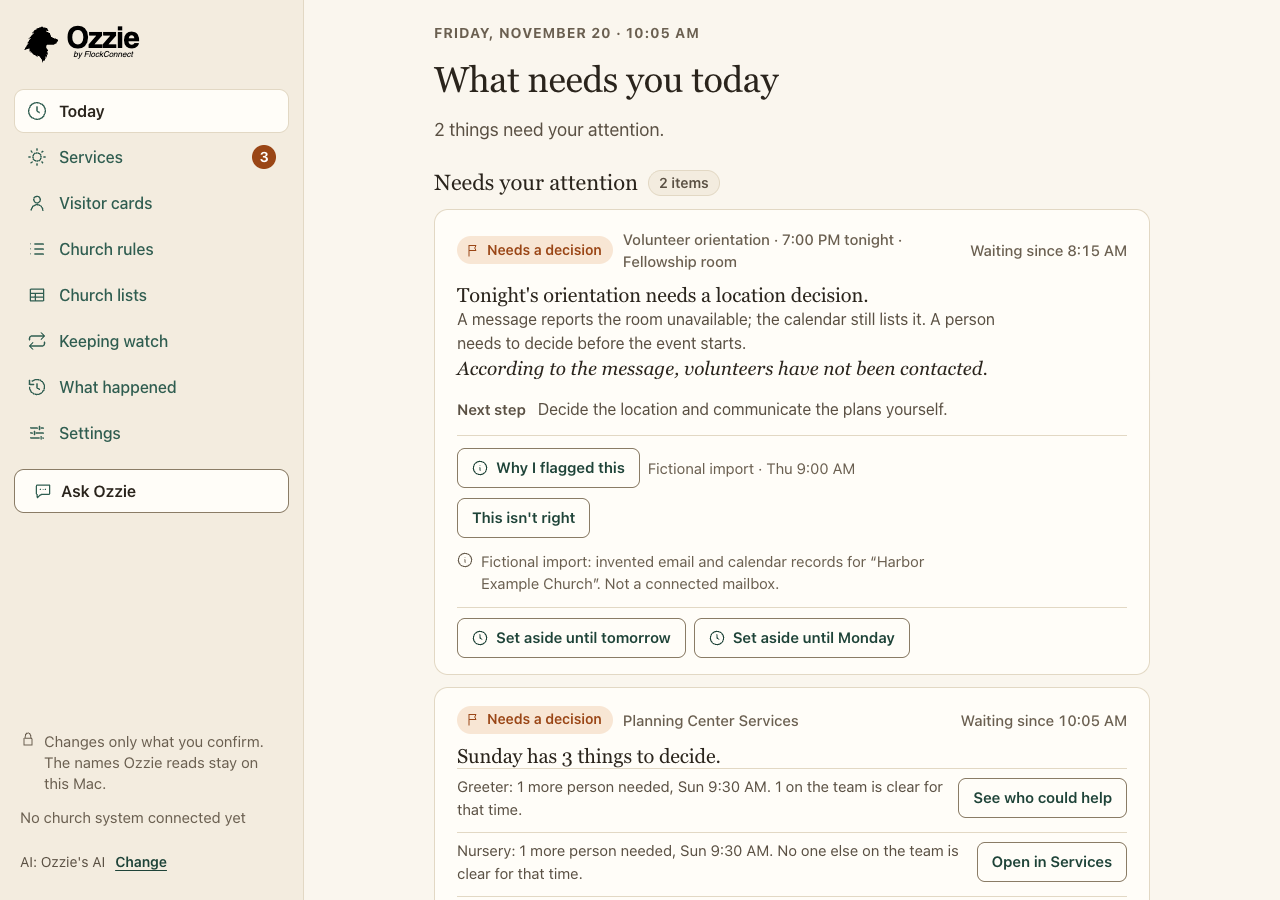 Ozzie
by FlockConnect
Today
Services
3
Visitor cards
Church rules
Church lists
Keeping watch
What happened
Settings
Ask Ozzie
Changes only what you confirm.
The names Ozzie reads stay on
this Mac.
No church system connected yet
AI: Ozzie's AI Change
FRIDAY, NOVEMBER 20 · 10:05 AM
What needs you today
2 things need your attention.
Needs your attention 2 items
Needs a decision
Volunteer orientation · 7:00 PM tonight ·
Fellowship room
Waiting since 8:15 AM
Tonight's orientation needs a location decision.
A message reports the room unavailable; the calendar still lists it. A person
needs to decide before the event starts.
According to the message, volunteers have not been contacted.
Next step Decide the location and communicate the plans yourself.
Why I flagged this Fictional import · Thu 9:00 AM
This isn't right
Fictional import: invented email and calendar records for “Harbor
Example Church”. Not a connected mailbox.
Set aside until tomorrow Set aside until Monday
Needs a decision Planning Center Services Waiting since 10:05 AM
Sunday has 3 things to decide.
Greeter: 1 more person needed, Sun 9:30 AM. 1 on the team is clear for
that time.
See who could help
Nursery: 1 more person needed, Sun 9:30 AM. No one else on the team is
clear for that time.
Open in Services